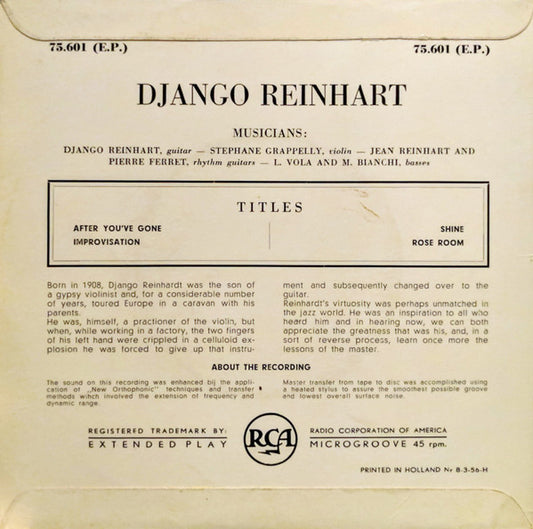 75.601 (E.P.)
75.601 (E.P.)
DJANGO REINHART
MUSICIANS:
DJANGO REINHART, guitar — STEPHANE GRAPPELLY, violin — JEAN REINHART AND
PIERRE FERRET, rhythm guitars — L. VOLA AND M. BIANCHI, basses
TITLES
AFTER YOU'VE GONE
IMPROVISATION
SHINE
ROSE ROOM
Born in 1908, Django Reinhardt was the son of
a gypsy violinist and, for a considerable number
of years, toured Europe in a caravan with his
parents.
He was, himself, a practioner of the violin, but
when, while working in a factory, the two fingers
of his left hand were crippled in a celluloid ex-
plosion he was forced to give up that instru-
ment and subsequently changed over to the
guitar.
Reinhardt's virtuosity was perhaps unmatched in
the jazz world. He was an inspiration to all who
heard him and in hearing now, we can both
appreciate the greatness that was his, and, in a
sort of reverse process, learn once more the
lessons of the master.
ABOUT THE RECORDING
The sound on this recording was enhanced bij the appli-
cation of „New Orthophonic" techniques and transfer
methods wihch involved the extension of frequency and
dynamic range.
Master transfer from tape to disc was accomplished using
a heated stylus to assure the smoothest possible groove
and lowest overall surface noise.
REGISTERED TRADEMARK BY:
EXTENDED PLAY
RCA
RADIO CORPORATION OF AMERICA
MICROGROOVE 45 rpm.
PRINTED IN HOLLAND Nr 8-3-56-H